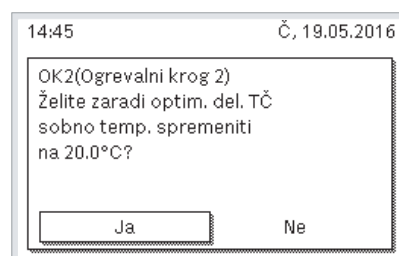 14:45 Č, 19.05.2016
OK2(Ogrevalni krog 2)
Želite zaradi optim. del. TČ
sobno temp. spremeniti
na 20.0°C?
Ja Ne